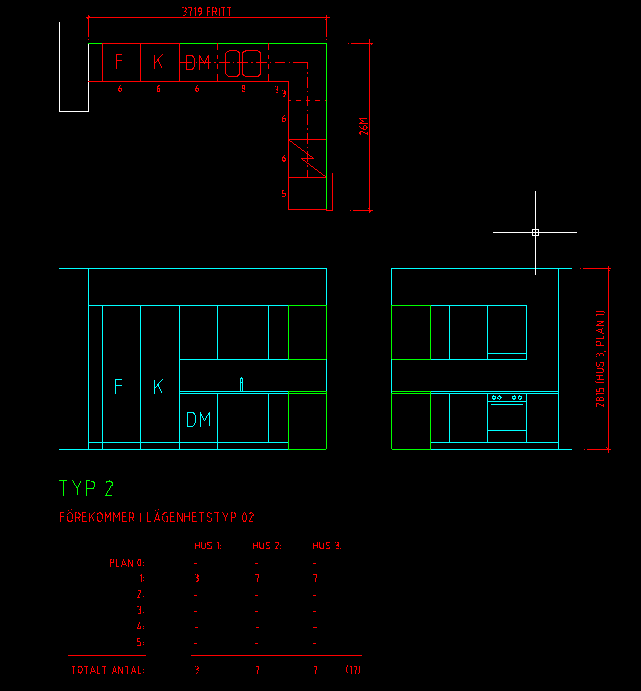 3719 FRITT
F K DM
6 6 6 8 3
3
6
6
5
26M
2815 (HUS 3, PLAN 1)
F K
DM
TYP 2
FÖREKOMMER I LÄGENHETSTYP 02
HUS 1: HUS 2: HUS 3:
PLAN 0: - - -
1: 3 7 7
2: - - -
3: - - -
4: - - -
5: - - -
TOTALT ANTAL: 3 7 7 (17)